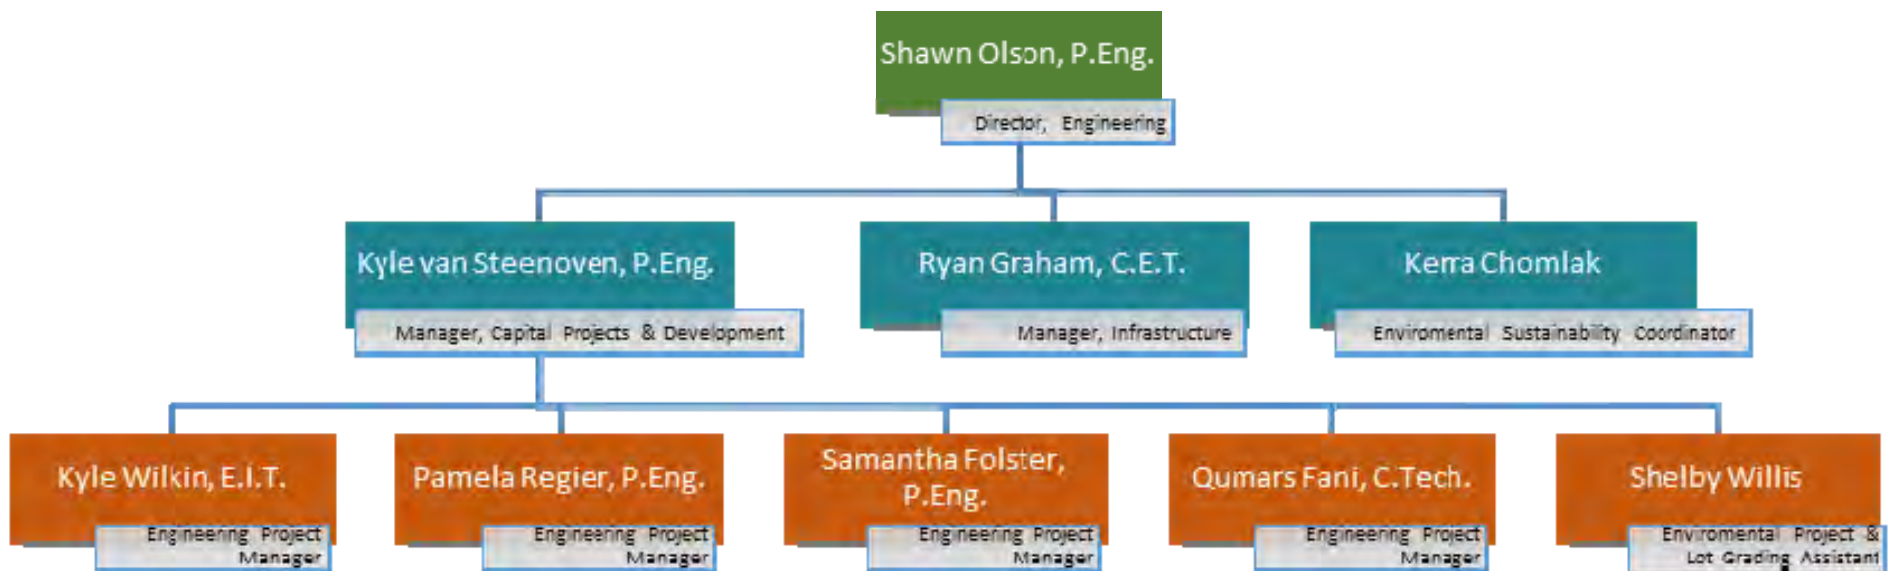 Shawn Olson, P.Eng.
Director, Engineering
Kyle van Steenoven, P.Eng.
Manager, Capital Projects & Development
Ryan Graham, C.E.T.
Manager, Infrastructure
Kerra Chomlak
Enviromental Sustainability Coordinator
Kyle Wilkin, E.I.T.
Engineering Project
Manager
Pamela Regier, P.Eng.
Engineering Project
Manager
Samantha Folster,
P.Eng.
Engineering Project
Manager
Qumars Fani, C.Tech.
Engineering Project
Manager
Shelby Willis
Enviromental Project &
Lot Grading Assistant